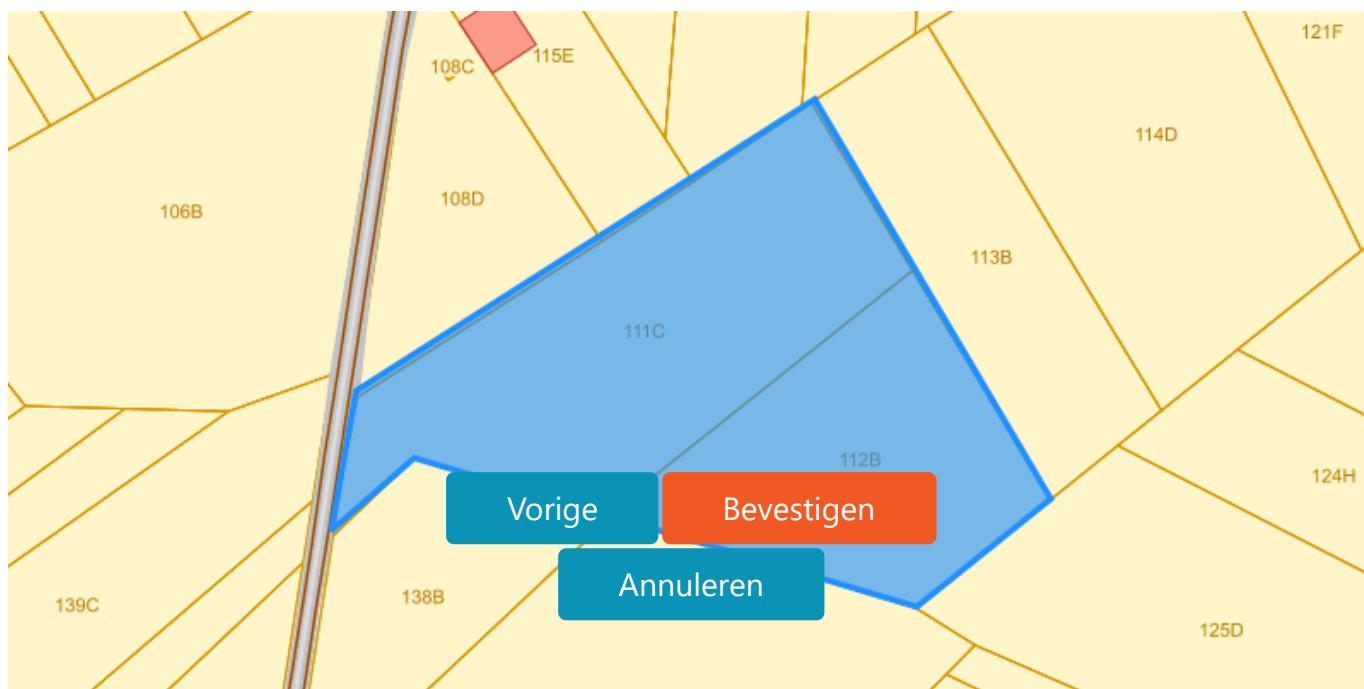 121F
115E
108C
114D
108D
106B
113B
111C
112B
124H
Vorige
Bevestigen
Annuleren
138B
139C
125D